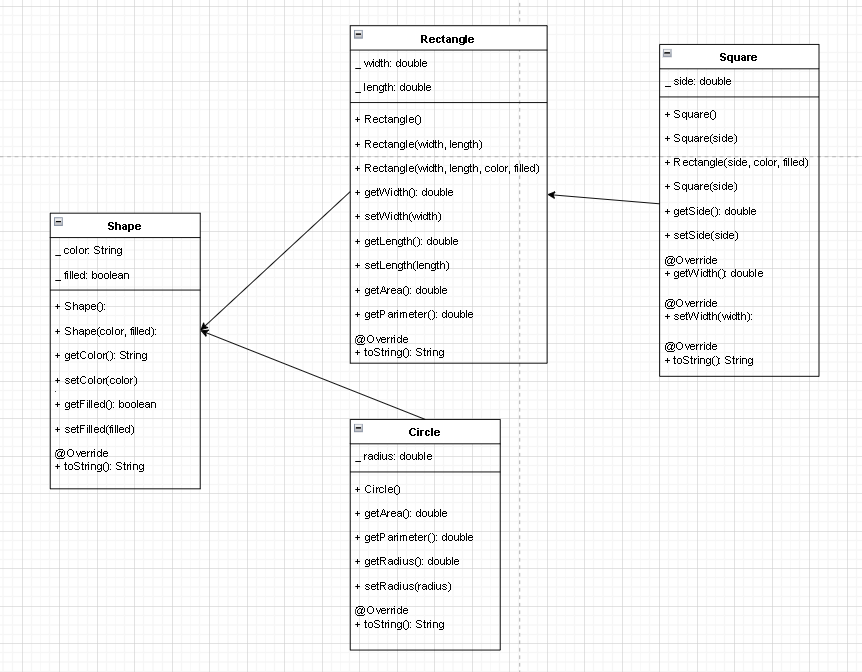 Rectangle
_ width: double
_ length: double
+ Rectangle()
+ Rectangle(width, length)
+ Rectangle(width, length, color, filled)
+ getWidth(): double
+ setWidth(width)
+ getLength(): double
+ setLength(length)
+ getArea(): double
+ getParimeter(): double
@Override
+ toString(): String
Square
_ side: double
+ Square()
+ Square(side)
+ Rectangle(side, color, filled)
+ Square(side)
+ getSide(): double
+ setSide(side)
@Override
+ getWidth(): double
@Override
+ setWidth(width):
@Override
+ toString(): String
Shape
_ color: String
_ filled: boolean
+ Shape():
+ Shape(color, filled):
+ getColor(): String
+ setColor(color)
+ getFilled(): boolean
+ setFilled(filled)
@Override
+ toString(): String
Circle
_ radius: double
+ Circle()
+ getArea(): double
+ getParimeter(): double
+ getRadius(): double
+ setRadius(radius)
@Override
+ toString(): String